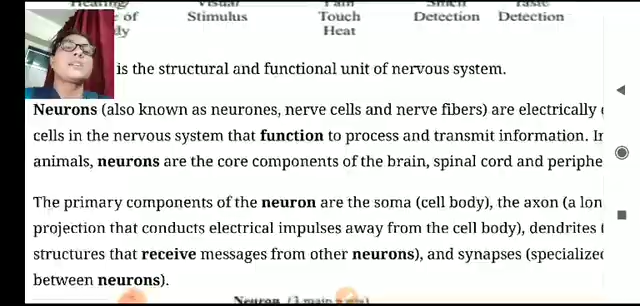 Stimulus Touch Detection Detection
Heat
is the structural and functional unit of nervous system.
Neurons (also known as neurones, nerve cells and nerve fibers) are electrically
cells in the nervous system that function to process and transmit information. In
animals, neurons are the core components of the brain, spinal cord and periphe
The primary components of the neuron are the soma (cell body), the axon (a lon
projection that conducts electrical impulses away from the cell body), dendrites (
structures that receive messages from other neurons), and synapses (specialized
between neurons).